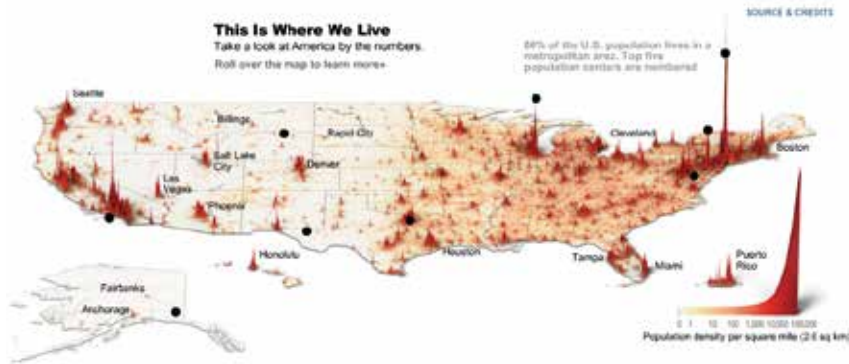 SOURCE & CREDITS
This Is Where We Live
Take a look at America by the numbers.
Roll over the map to learn more»
of the U.S. population lives in a
metropolitan area. Top five
population centers are numbered
Seattle
Billings
Rapid City
Cleveland
Boston
Salt Lake
City
Denver
Las
Vegas
Phoenix
Honolulu
Houston
Tampa
Miami
Puerto
Rico
Fairbanks
Anchorage
0 1 10 100 1,000 10,000 100,000
Population density per square mile (2.6 sq km)